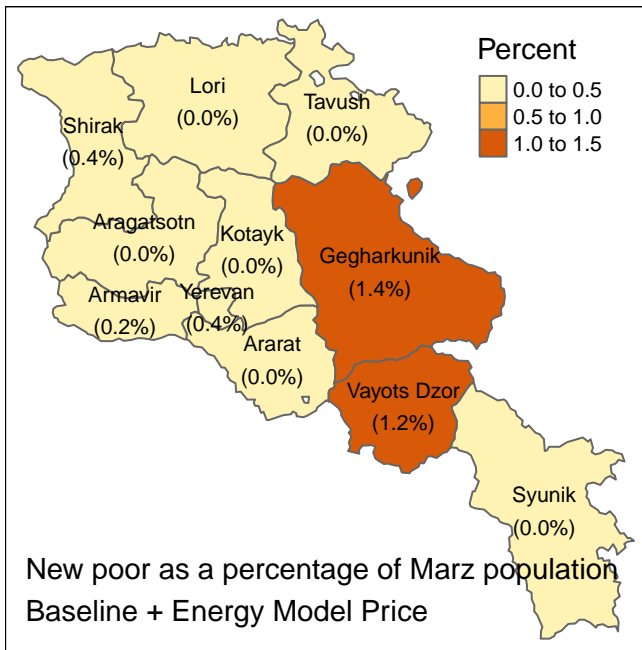 Percent
0.0 to 0.5
0.5 to 1.0
1.0 to 1.5
Lori
(0.0%)
Tavush
(0.0%)
Shirak
(0.4%)
Aragatsotn
(0.0%)
Kotayk
(0.0%)
Gegharkunik
(1.4%)
Armavir
(0.2%)
Yerevan
(0.4%)
Ararat
(0.0%)
Vayots Dzor
(1.2%)
Syunik
(0.0%)
New poor as a percentage of Marz population
Baseline + Energy Model Price